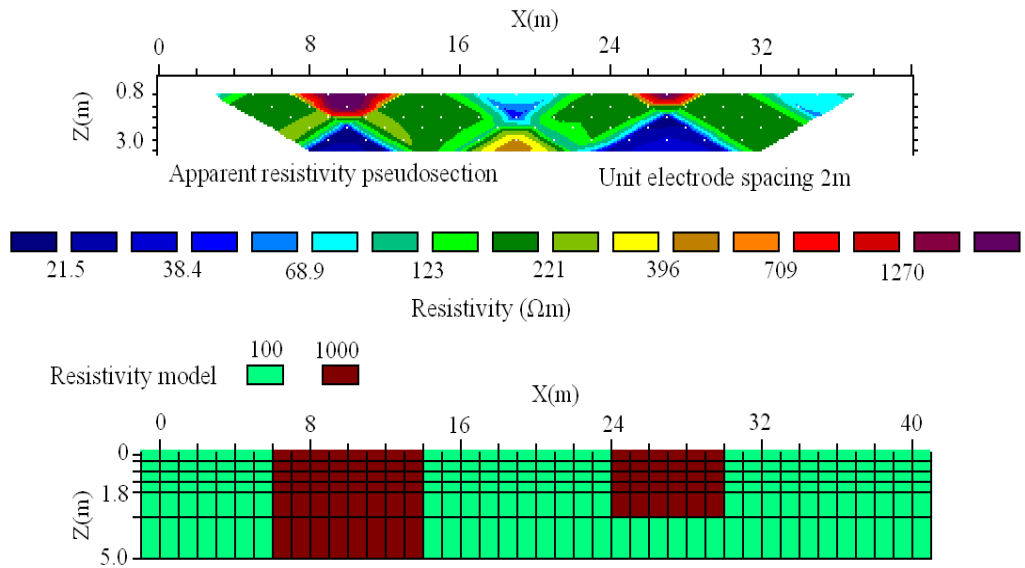 X(m)
0 8 16 24 32
Z(m)
0.8
3.0
Apparent resistivity pseudosection Unit electrode spacing 2m
21.5 38.4 68.9 123 221 396 709 1270
Resistivity (Ωm)
100 1000
Resistivity model
X(m)
0 8 16 24 32 40
Z(m)
0
1.8
5.0